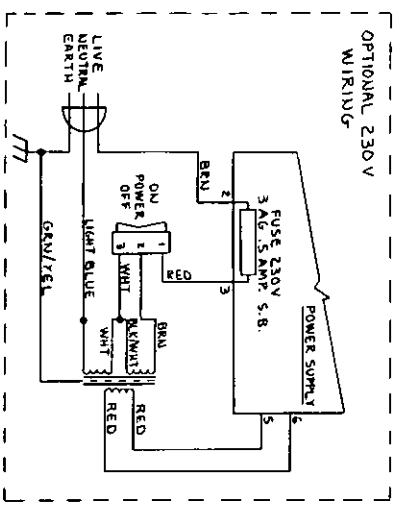 OPTIONAL 230V
WIRING
LIVE
NEUTRAL
EARTH
BRN
2
FUSE 230V
3 AG .5 AMP. S.B.
3
POWER SUPPLY
ON
POWER
OFF
1
2
3
RED
WHT
GRN/YEL
LIGHT BLUE
BRN
BLK/WHT
WHT
RED
RED
5
6